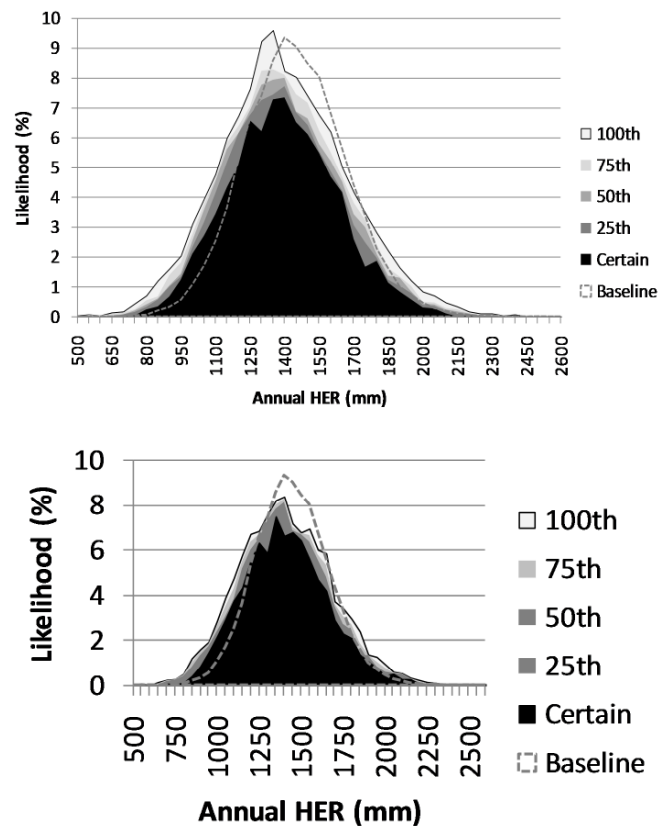 10
9
8
7
6
5
4
3
2
1
0
Likelihood (%)
500
650
800
950
1100
1250
1400
1550
1700
1850
2000
2150
2300
2450
2600
Annual HER (mm)
100th
75th
50th
25th
Certain
Baseline
10
8
6
4
2
0
Likelihood (%)
500
750
1000
1250
1500
1750
2000
2250
2500
Annual HER (mm)
100th
75th
50th
25th
Certain
Baseline